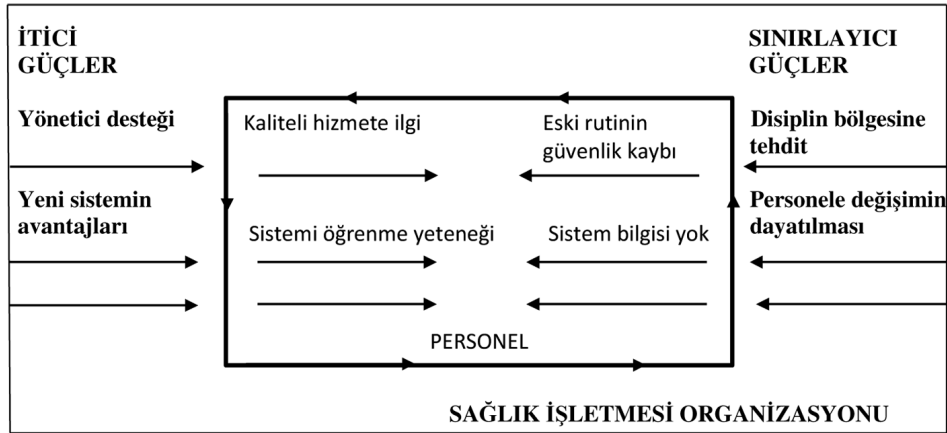 İTİCİ
GÜÇLER
SINIRLAYICI
GÜÇLER
Yönetici desteği
Kaliteli hizmete ilgi
Eski rutinin
güvenlik kaybı
Disiplin bölgesine
tehdit
Yeni sistemin
avantajları
Sistemi öğrenme yeteneği
Sistem bilgisi yok
Personele değişimin
dayatılması
PERSONEL
SAĞLIK İŞLETMESİ ORGANİZASYONU